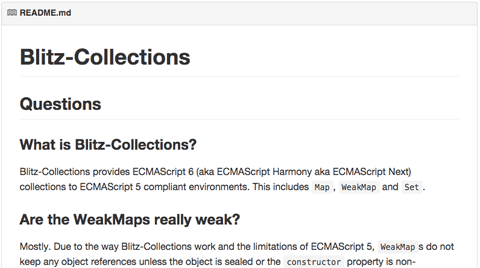 README.md
Blitz-Collections
Questions
What is Blitz-Collections?
Blitz-Collections provides ECMAScript 6 (aka ECMAScript Harmony aka ECMAScript Next)
collections to ECMAScript 5 compliant environments. This includes Map, WeakMap and Set.
Are the WeakMaps really weak?
Mostly. Due to the way Blitz-Collections work and the limitations of ECMAScript 5, WeakMap s do not
keep any object references unless the object is sealed or the constructor property is non-